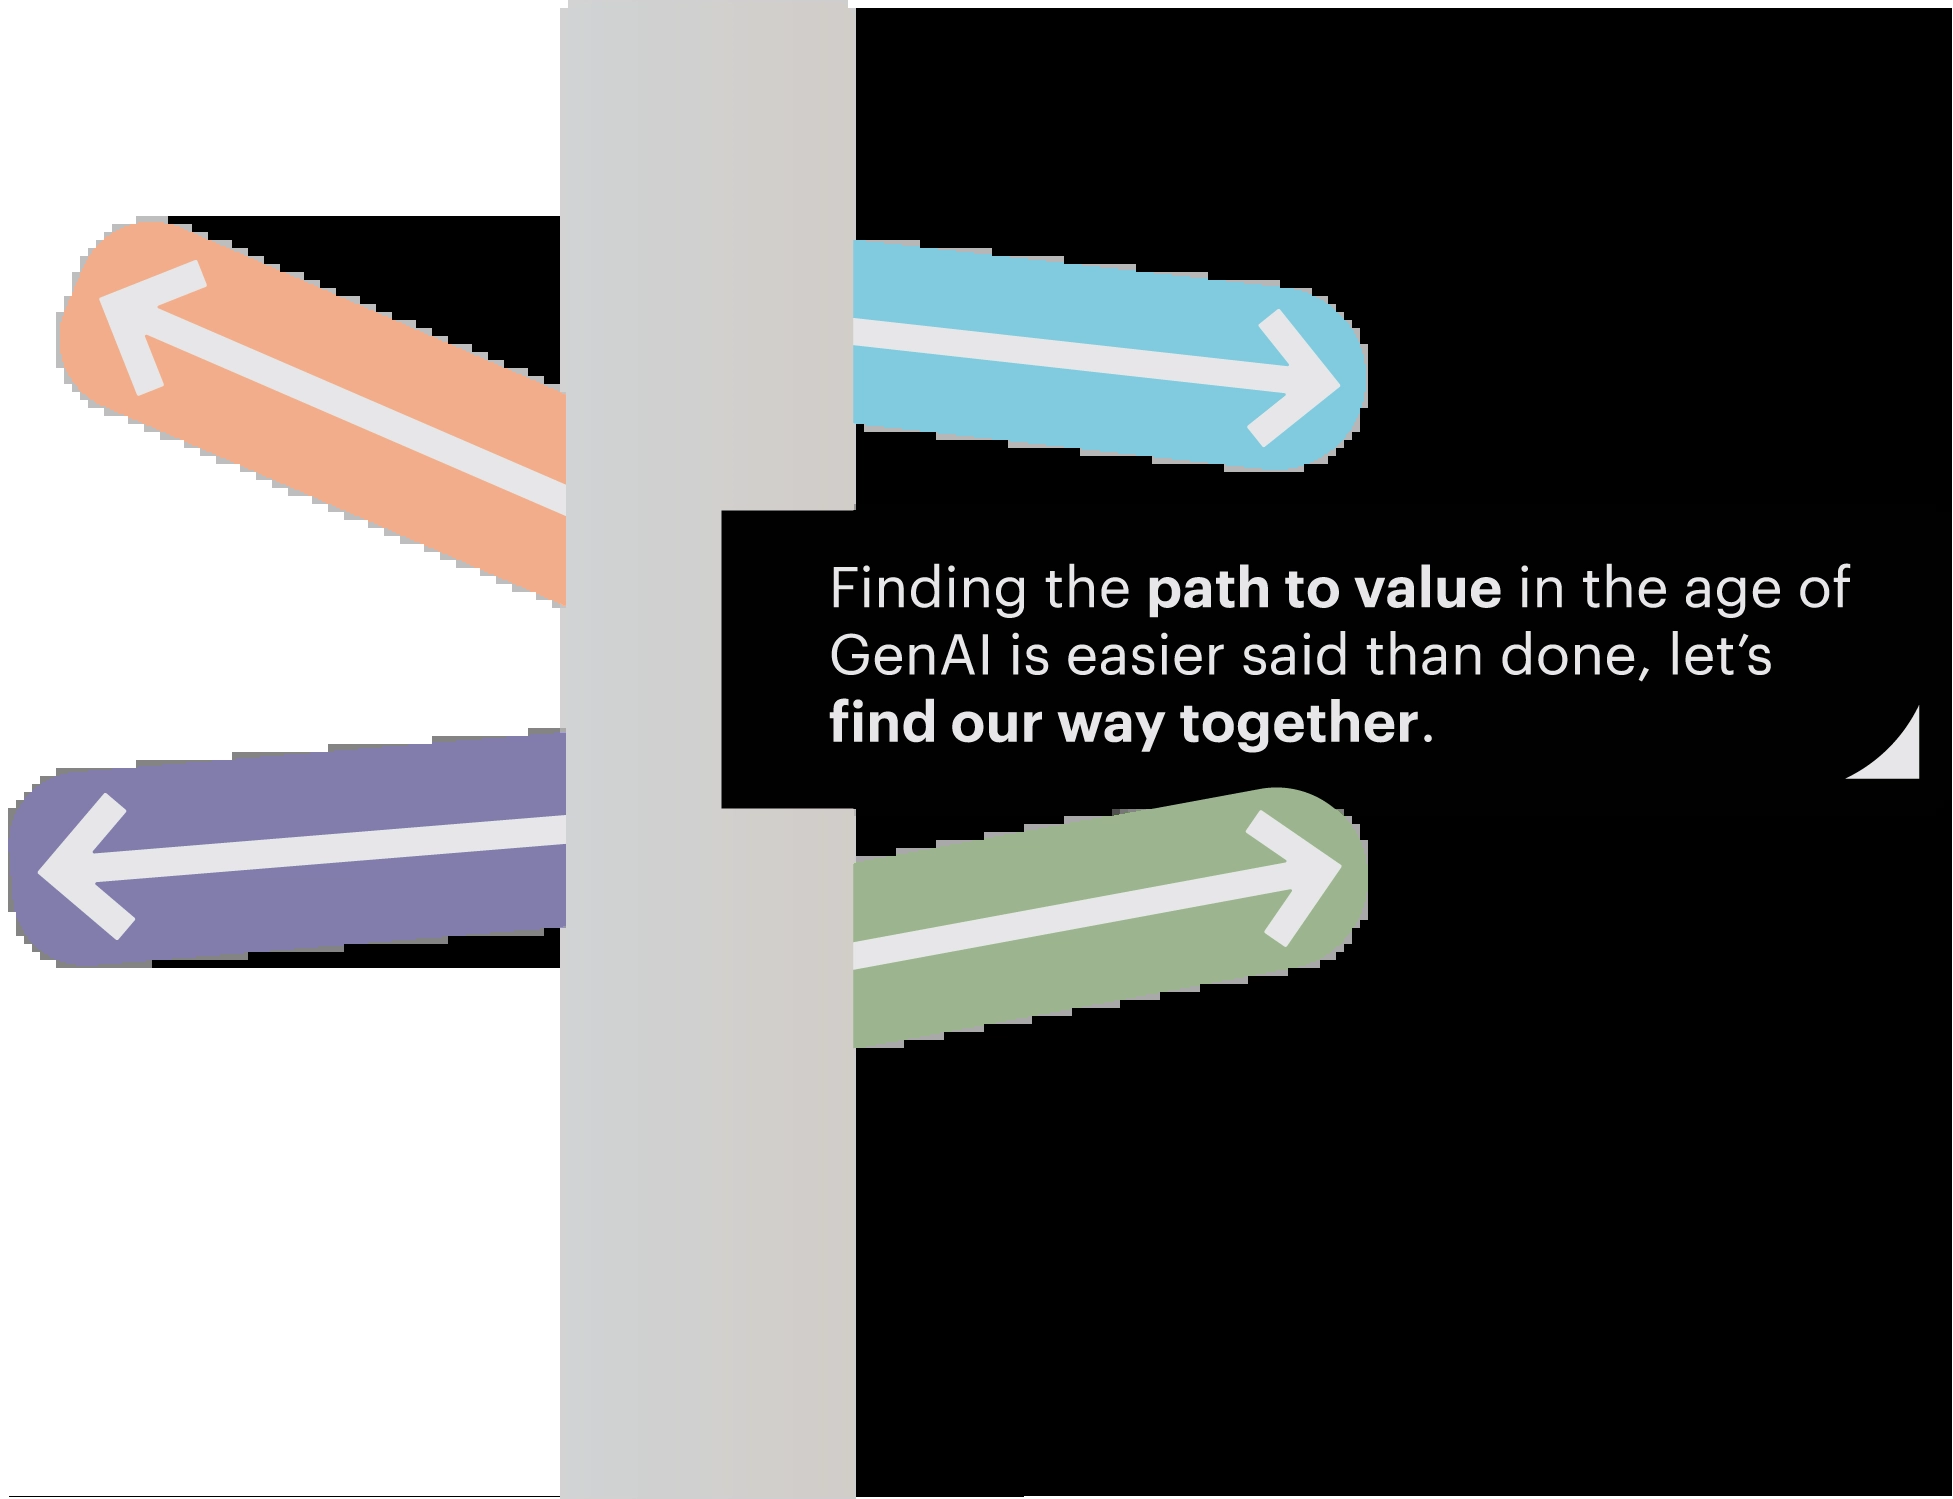 Finding the path to value in the age of
GenAI is easier said than done, let’s
find our way together.